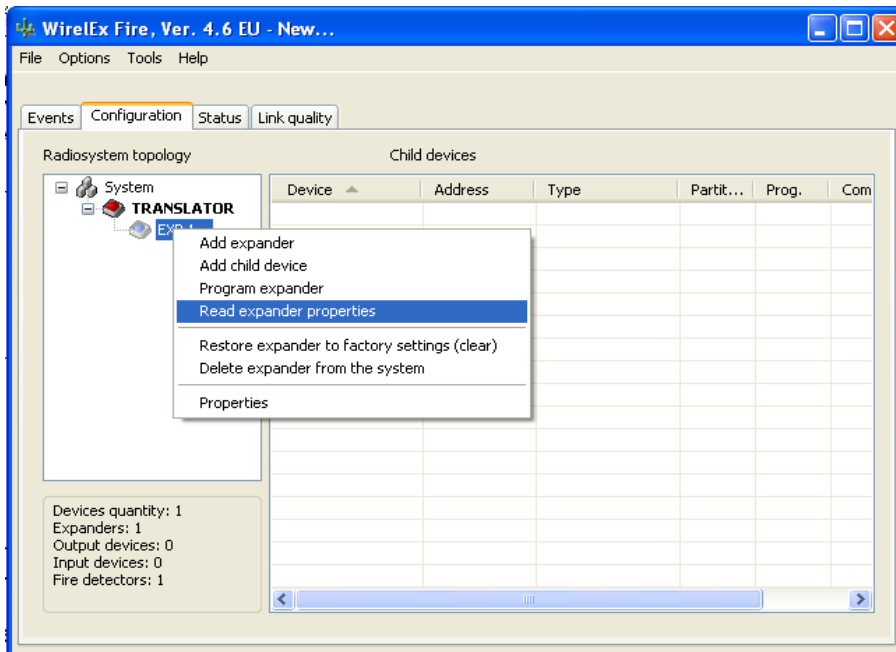 WirelEx Fire, Ver. 4.6 EU - New...
File Options Tools Help
Events Configuration Status Link quality
Radiosystem topology Child devices
System
TRANSLATOR
Device Address Type Partit... Prog. Com
Add expander
Add child device
Program expander
Read expander properties
Restore expander to factory settings (clear)
Delete expander from the system
Properties
Devices quantity: 1
Expanders: 1
Output devices: 0
Input devices: 0
Fire detectors: 1